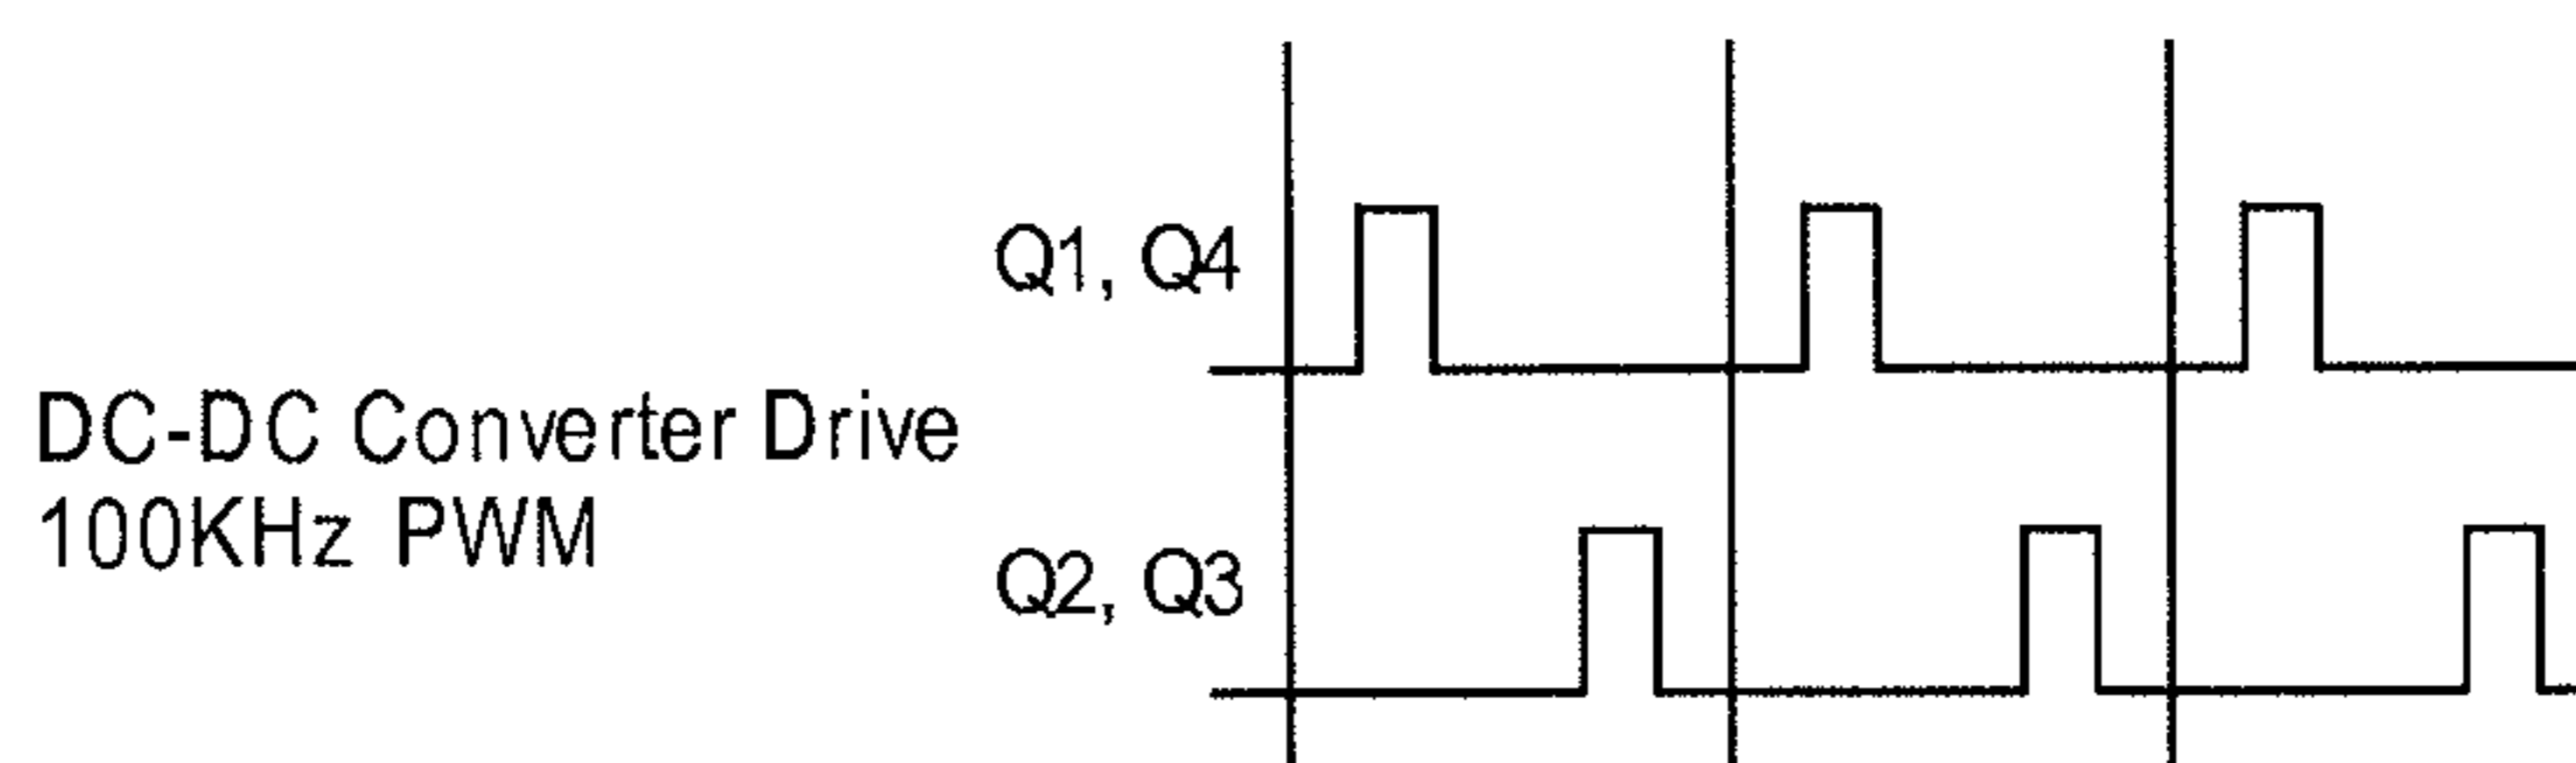 Q1, Q4
DC-DC Converter Drive
100KHz PWM
Q2, Q3